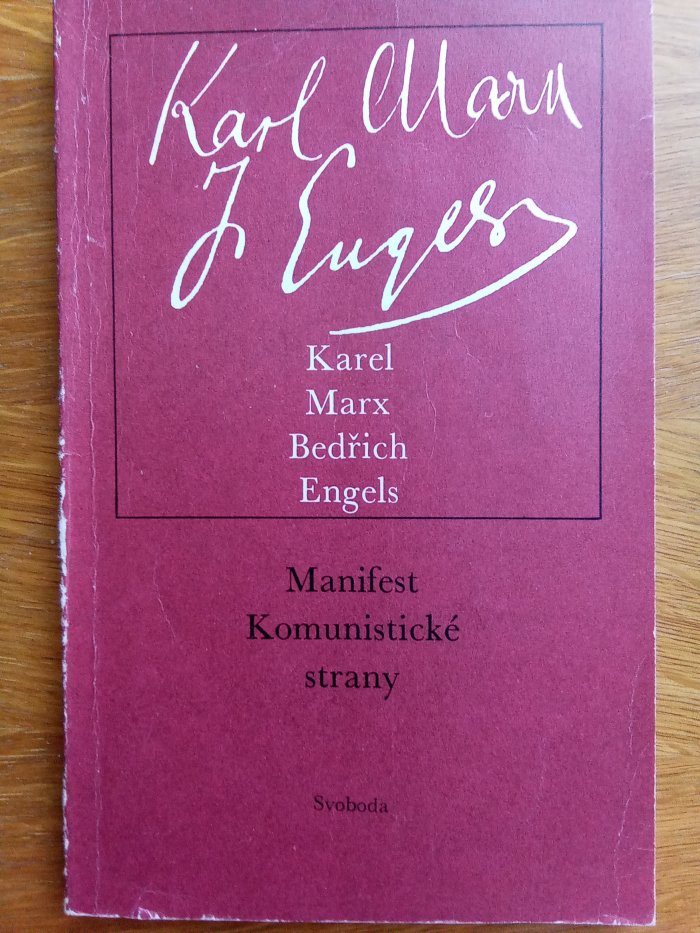 Karl Marx
F Engels
Karel
Marx
Bedřich
Engels
Manifest
Komunistické
strany
Svoboda